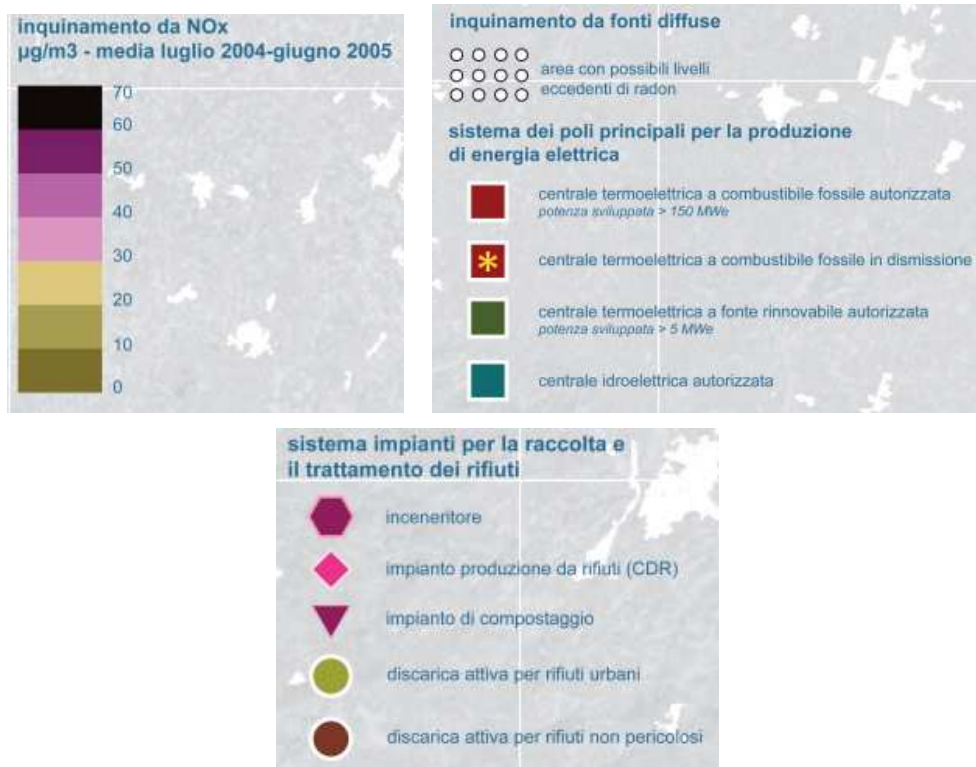 inquinamento da NOx
µg/m3 - media luglio 2004-giugno 2005
70
60
50
40
30
20
10
0
inquinamento da fonti diffuse
area con possibili livelli
eccedenti di radon
sistema dei poli principali per la produzione
di energia elettrica
centrale termoelettrica a combustibile fossile autorizzata
potenza sviluppata > 150 MWe
centrale termoelettrica a combustibile fossile in dismissione
centrale termoelettrica a fonte rinnovabile autorizzata
potenza sviluppata > 5 MWe
centrale idroelettrica autorizzata
sistema impianti per la raccolta e
il trattamento dei rifiuti
inceneritore
impianto produzione da rifiuti (CDR)
impianto di compostaggio
discarica attiva per rifiuti urbani
discarica attiva per rifiuti non pericolosi